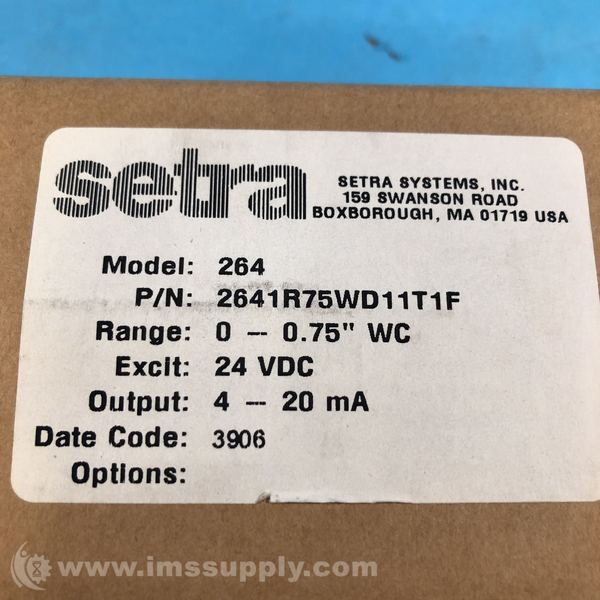 setra
SETRA SYSTEMS, INC.
159 SWANSON ROAD
BOXBOROUGH, MA 01719 USA
Model: 264
P/N: 2641R75WD11T1F
Range: 0 -- 0.75" WC
Excit: 24 VDC
Output: 4 -- 20 mA
Date Code: 3906
Options:
www.imssupply.com